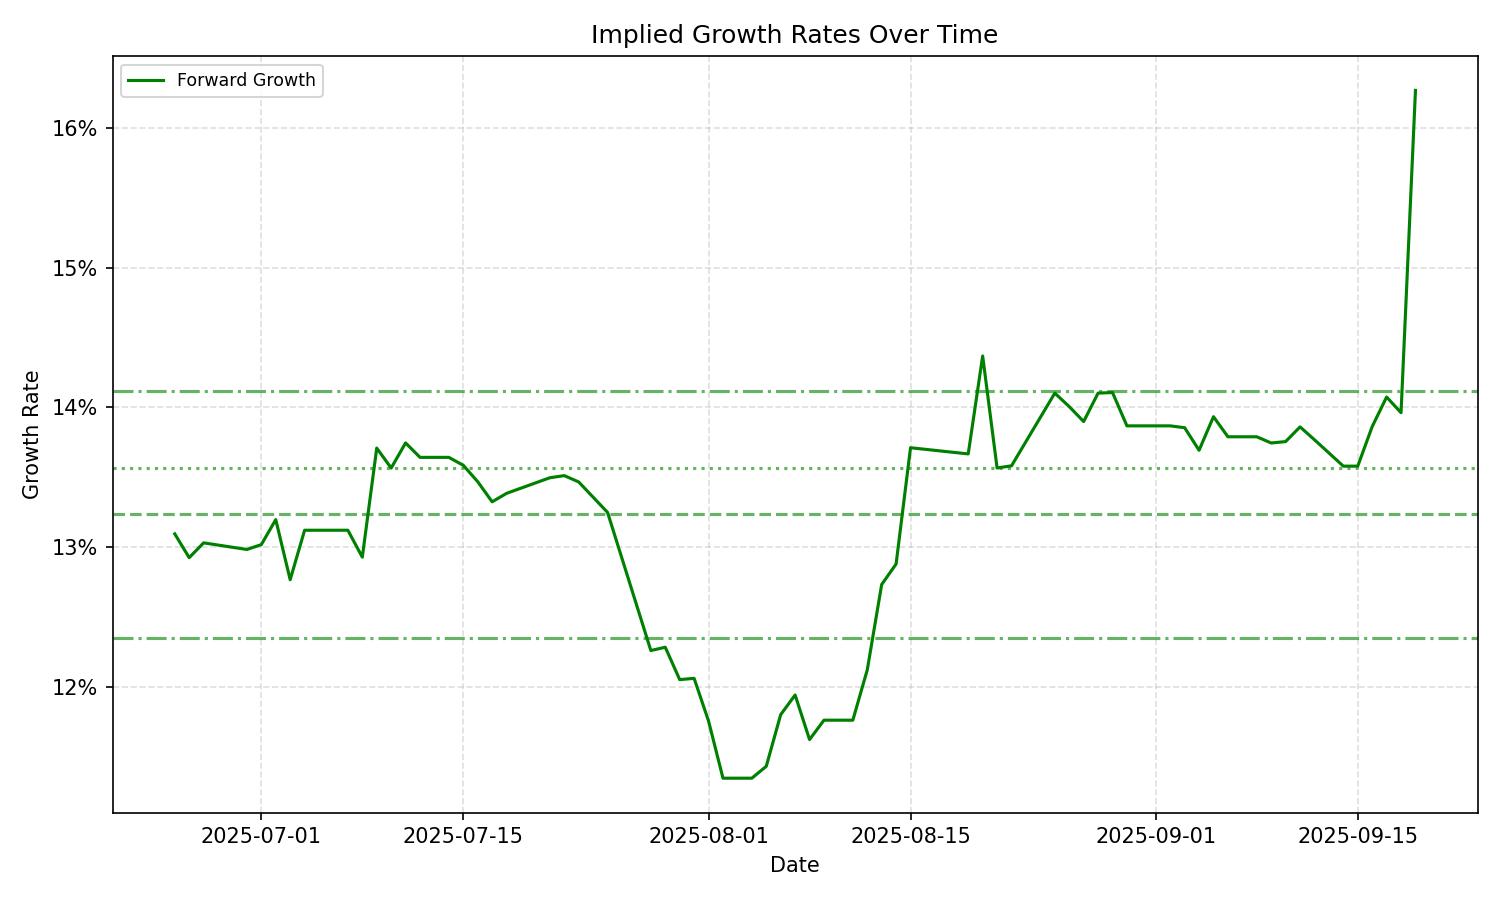 Implied Growth Rates Over Time
Forward Growth
16%
15%
14%
13%
12%
Growth Rate
2025-07-01
2025-07-15
2025-08-01
2025-08-15
2025-09-01
2025-09-15
Date